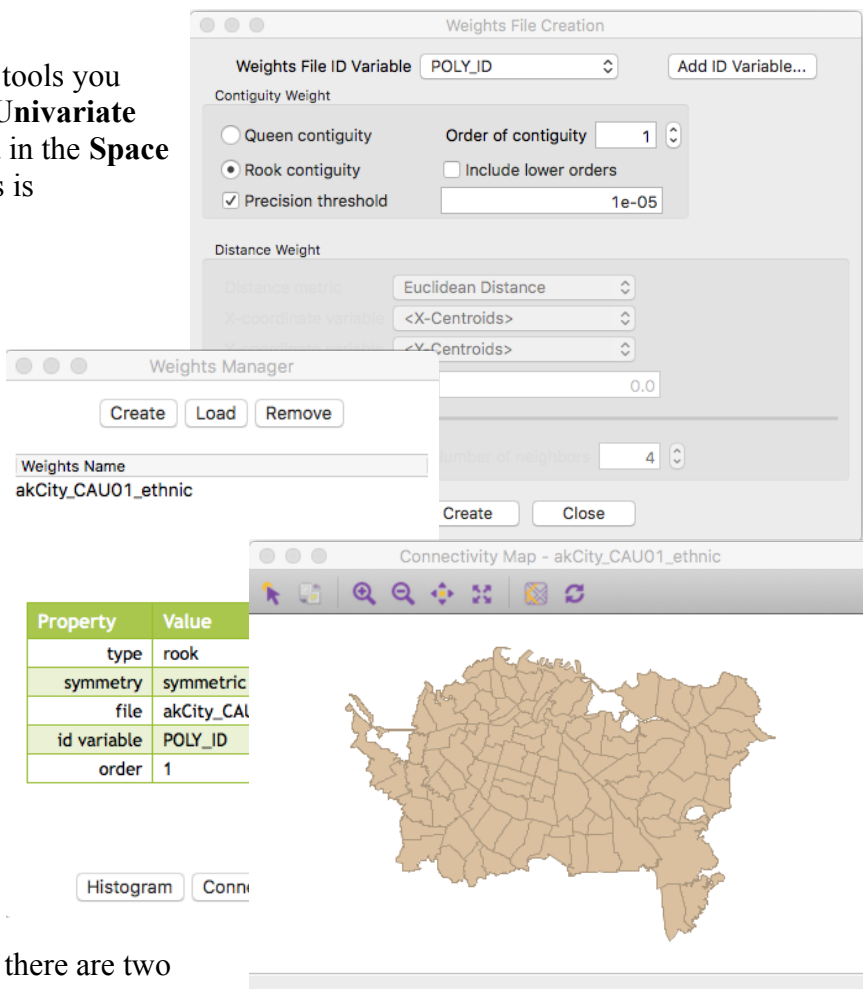 Weights File Creation
tools you
Univariate
in the Space
s is
Weights File ID Variable POLY_ID Add ID Variable...
Contiguity Weight
Queen contiguity Order of contiguity 1
Rook contiguity Include lower orders
Precision threshold 1e-05
Distance Weight
Distance metric Euclidean Distance
X-coordinate variable <X-Centroids>
<Y-Centroids>
0.0
Number of neighbors 4
Create Close
Weights Manager
Create Load Remove
Weights Name
akCity_CAU01_ethnic
Property Value
type rook
symmetry symmetric
file akCity_CAU
id variable POLY_ID
order 1
Histogram Conne
Connectivity Map - akCity_CAU01_ethnic
there are two